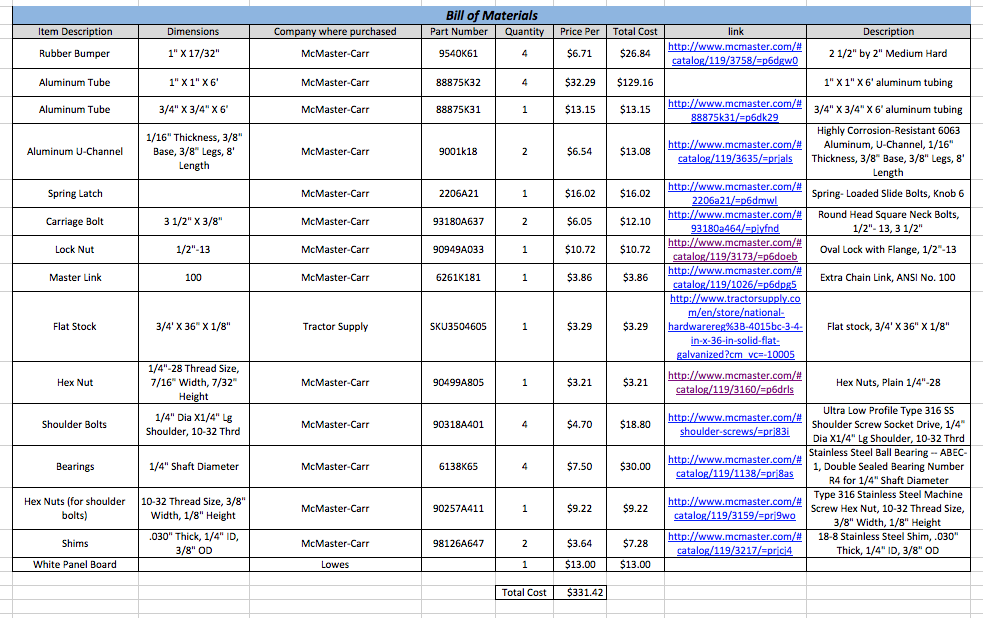 Bill of Materials
Item Description Dimensions Company where purchased Part Number Quantity Price Per Total Cost link Description
Rubber Bumper 1" X 17/32" McMaster-Carr 9540K61 4 $6.71 $26.84 http://www.mcmaster.com/# 2 1/2" by 2" Medium Hard
catalog/119/3758/=p6dgw0
Aluminum Tube 1" X 1" X 6' McMaster-Carr 88875K32 4 $32.29 $129.16 1" X 1" X 6' aluminum tubing
Aluminum Tube 3/4" X 3/4" X 6' McMaster-Carr 88875K31 1 $13.15 $13.15 http://www.mcmaster.com/# 3/4" X 3/4" X 6' aluminum tubing
88875k31/=p6dk29
Aluminum U-Channel 1/16" Thickness, 3/8" McMaster-Carr 9001k18 2 $6.54 $13.08 http://www.mcmaster.com/# Highly Corrosion-Resistant 6063
Base, 3/8" Legs, 8' catalog/119/3635/=prjals Aluminum, U-Channel, 1/16"
Length Thickness, 3/8" Base, 3/8" Legs, 8'
Length
Spring Latch McMaster-Carr 2206A21 1 $16.02 $16.02 http://www.mcmaster.com/# Spring- Loaded Slide Bolts, Knob 6
2206a21/=p6dmwl
Carriage Bolt 3 1/2" X 3/8" McMaster-Carr 93180A637 2 $6.05 $12.10 http://www.mcmaster.com/# Round Head Square Neck Bolts,
93180a464/=pjyfnd 1/2"- 13, 3 1/2"
Lock Nut 1/2"-13 McMaster-Carr 90949A033 1 $10.72 $10.72 http://www.mcmaster.com/# Oval Lock with Flange, 1/2"-13
catalog/119/3173/=p6doeb
Master Link 100 McMaster-Carr 6261K181 1 $3.86 $3.86 http://www.mcmaster.com/# Extra Chain Link, ANSI No. 100
catalog/119/1026/=p6dpg5
Flat Stock 3/4' X 36" X 1/8" Tractor Supply SKU3504605 1 $3.29 $3.29 http://www.tractorsupply.co Flat stock, 3/4' X 36" X 1/8"
m/en/store/national-
hardwarereg%3B-4015bc-3-4-
in-x-36-in-solid-flat-
galvanized?cm_vc=-10005
Hex Nut 1/4"-28 Thread Size, McMaster-Carr 90499A805 1 $3.21 $3.21 http://www.mcmaster.com/# Hex Nuts, Plain 1/4"-28
7/16" Width, 7/32" catalog/119/3160/=p6drls
Height
Shoulder Bolts 1/4" Dia X1/4" Lg McMaster-Carr 90318A401 4 $4.70 $18.80 http://www.mcmaster.com/# Ultra Low Profile Type 316 SS
Shoulder, 10-32 Thrd shoulder-screws/=prj83i Shoulder Screw Socket Drive, 1/4"
Dia X1/4" Lg Shoulder, 10-32 Thrd
Bearings 1/4" Shaft Diameter McMaster-Carr 6138K65 4 $7.50 $30.00 http://www.mcmaster.com/# Stainless Steel Ball Bearing -- ABEC-
catalog/119/1138/=prj8as 1, Double Sealed Bearing Number
R4 for 1/4" Shaft Diameter
Hex Nuts (for shoulder 10-32 Thread Size, 3/8" McMaster-Carr 90257A411 1 $9.22 $9.22 http://www.mcmaster.com/# Type 316 Stainless Steel Machine
bolts) Width, 1/8" Height catalog/119/3159/=prj9wo Screw Hex Nut, 10-32 Thread Size,
3/8" Width, 1/8" Height
Shims .030" Thick, 1/4" ID, McMaster-Carr 98126A647 2 $3.64 $7.28 http://www.mcmaster.com/# 18-8 Stainless Steel Shim, .030"
3/8" OD catalog/119/3217/=prjcj4 Thick, 1/4" ID, 3/8" OD
White Panel Board Lowes 1 $13.00 $13.00
Total Cost $331.42